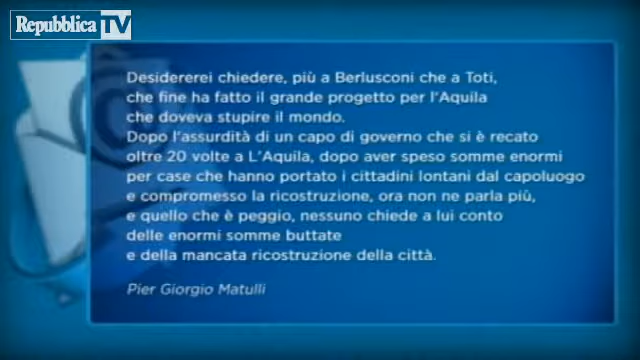 Repubblica TV
Desidererei chiedere, più a Berlusconi che a Toti,
che fine ha fatto il grande progetto per l'Aquila
che doveva stupire il mondo.
Dopo l'assurdità di un capo di governo che si è recato
oltre 20 volte a L'Aquila, dopo aver speso somme enormi
per case che hanno portato i cittadini lontani dal capoluogo
e compromesso la ricostruzione, ora non ne parla più,
e quello che è peggio, nessuno chiede a lui conto
delle enormi somme buttate
e della mancata ricostruzione della città.
Pier Giorgio Matulli